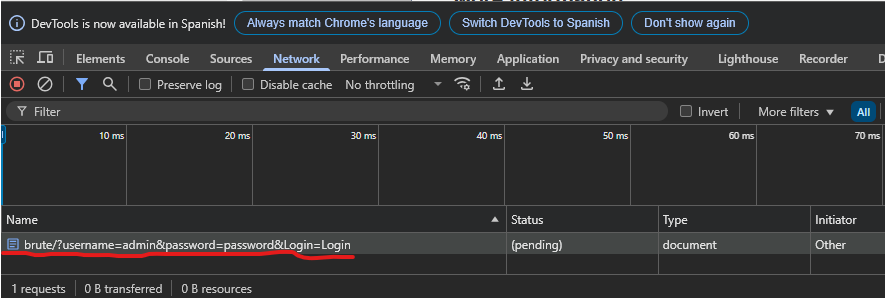 DevTools is now available in Spanish! Always match Chrome's language Switch DevTools to Spanish Don't show again
Elements Console Sources Network Performance Memory Application Privacy and security Lighthouse Recorder
Preserve log Disable cache No throttling
Filter Invert More filters All
10 ms 20 ms 30 ms 40 ms 50 ms 60 ms 70 ms
Name Status Type Initiator
brute/?username=admin&password=password&Login=Login (pending) document Other
1 requests 0 B transferred 0 B resources